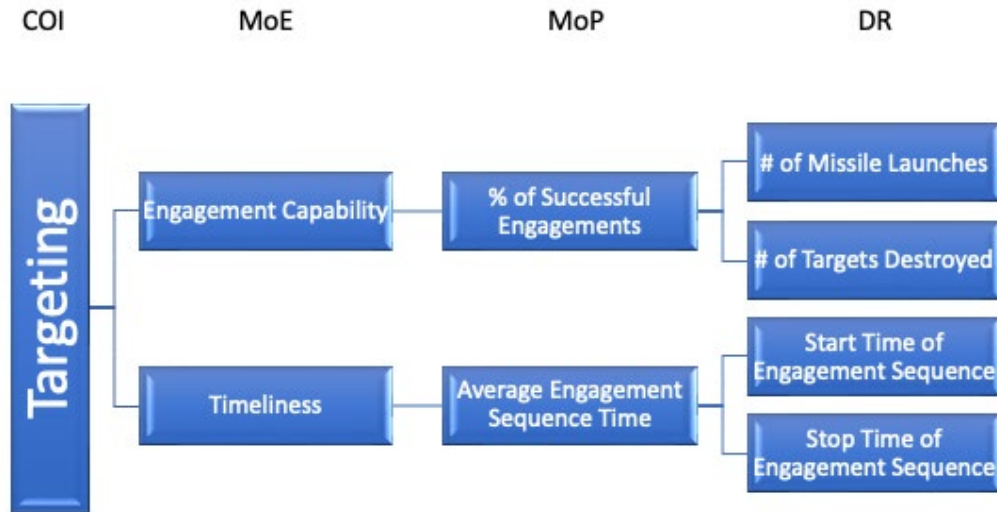 COI
MoE
MoP
DR
Targeting
Engagement Capability
% of Successful
Engagements
# of Missile Launches
# of Targets Destroyed
Timeliness
Average Engagement
Sequence Time
Start Time of
Engagement Sequence
Stop Time of
Engagement Sequence